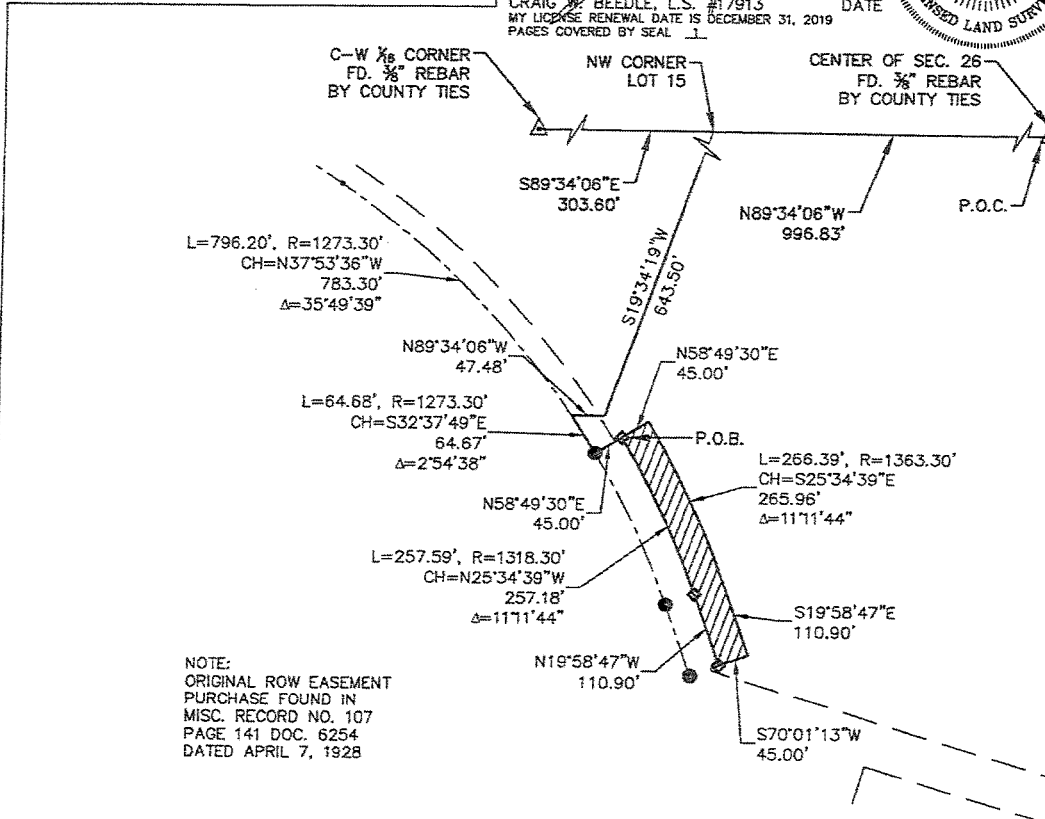 CRAIG W. BEEDLE, L.S. #17913
MY LICENSE RENEWAL DATE IS DECEMBER 31, 2019
PAGES COVERED BY SEAL 1
DATE
LAND SURV
C-W 1/16 CORNER
FD. 3/8" REBAR
BY COUNTY TIES
NW CORNER
LOT 15
CENTER OF SEC. 26
FD. 3/8" REBAR
BY COUNTY TIES
S89°34'06"E
303.60'
N89°34'06"W
996.83'
P.O.C.
L=796.20', R=1273.30'
CH=N37°53'36"W
783.30'
Δ=35°49'39"
S19°34'19"W
643.50'
N89°34'06"W
47.48'
N58°49'30"E
45.00'
L=64.68', R=1273.30'
CH=S32°37'49"E
64.67'
Δ=2°54'38"
P.O.B.
L=266.39', R=1363.30'
CH=S25°34'39"E
265.96'
Δ=11°11'44"
N58°49'30"E
45.00'
L=257.59', R=1318.30'
CH=N25°34'39"W
257.18'
Δ=11°11'44"
S19°58'47"E
110.90'
N19°58'47"W
110.90'
NOTE:
ORIGINAL ROW EASEMENT
PURCHASE FOUND IN
MISC. RECORD NO. 107
PAGE 141 DOC. 6254
DATED APRIL 7, 1928
S70°01'13"W
45.00'